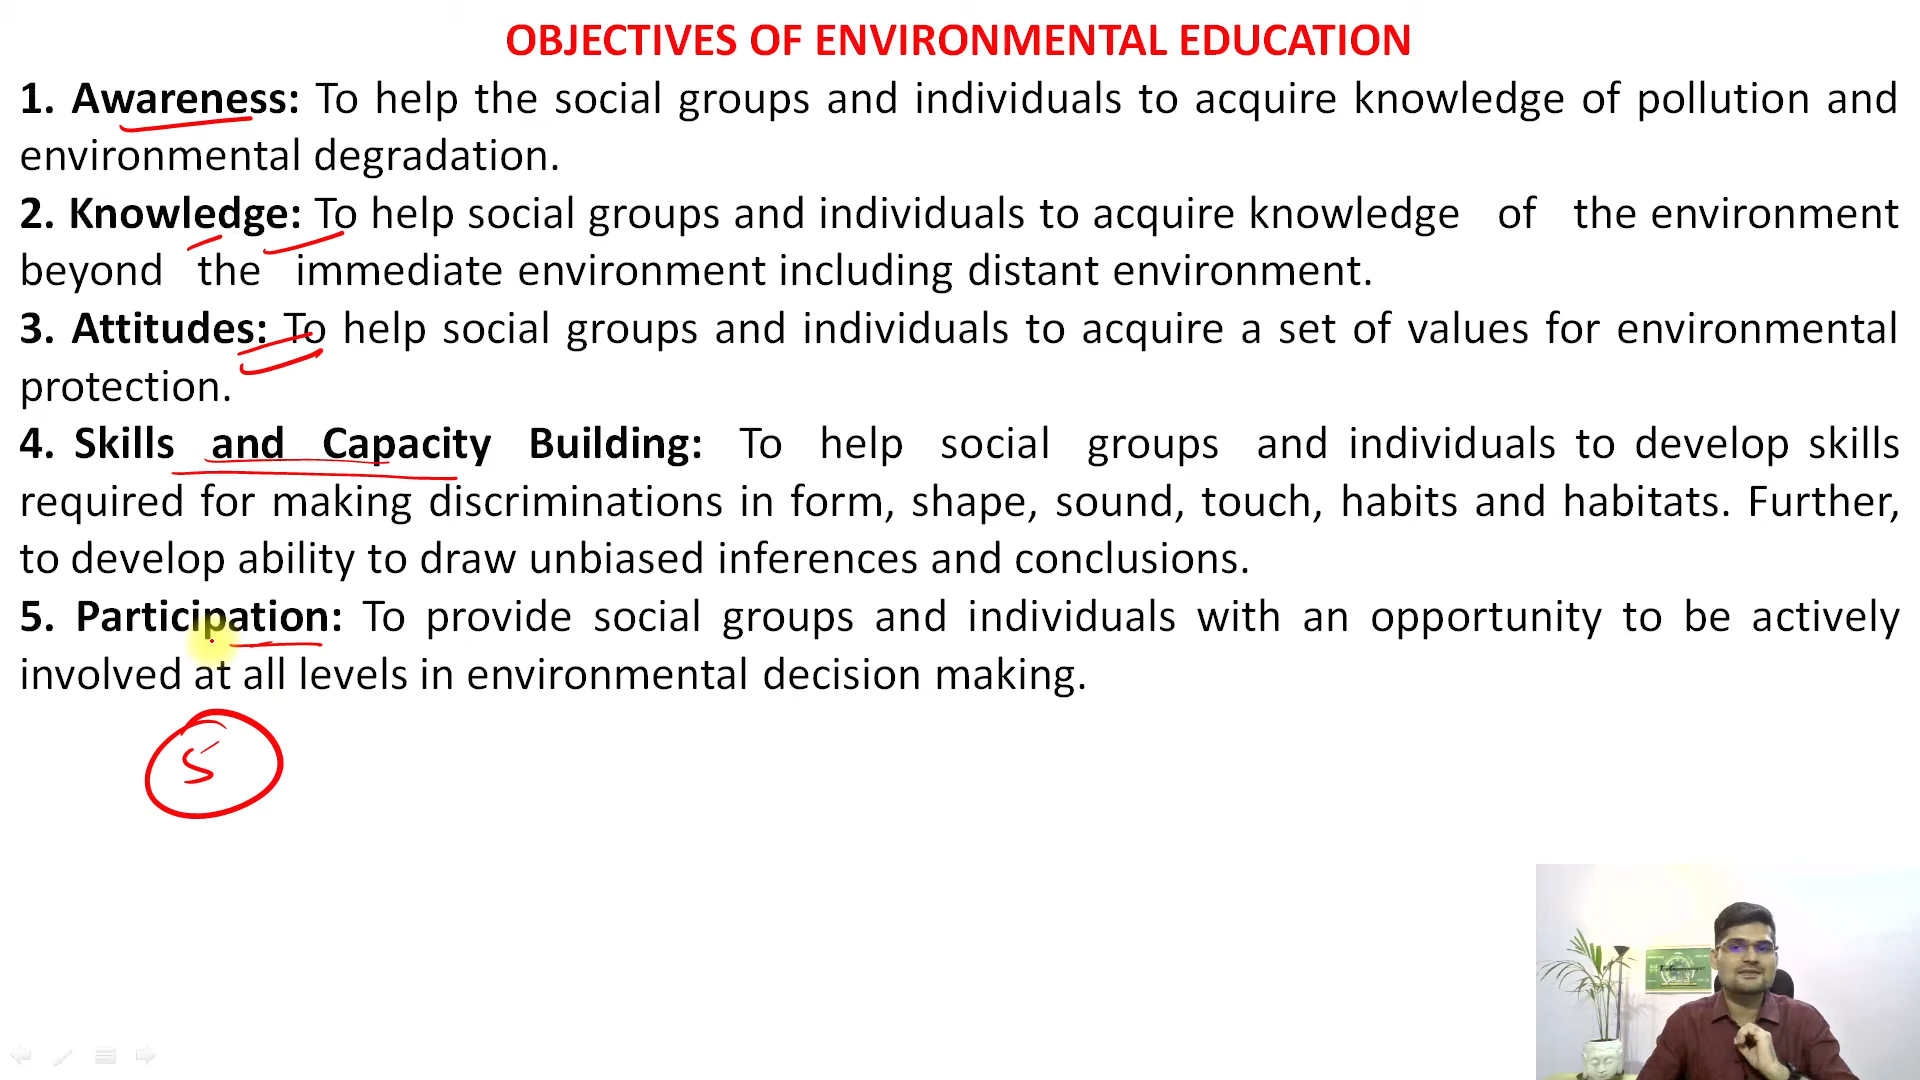 OBJECTIVES OF ENVIRONMENTAL EDUCATION
1. Awareness: To help the social groups and individuals to acquire knowledge of pollution and
environmental degradation.
2. Knowledge: To help social groups and individuals to acquire knowledge of the environment
beyond the immediate environment including distant environment.
3. Attitudes: To help social groups and individuals to acquire a set of values for environmental
protection.
4. Skills and Capacity Building: To help social groups and individuals to develop skills
required for making discriminations in form, shape, sound, touch, habits and habitats. Further,
to develop ability to draw unbiased inferences and conclusions.
5. Participation: To provide social groups and individuals with an opportunity to be actively
involved at all levels in environmental decision making.
5